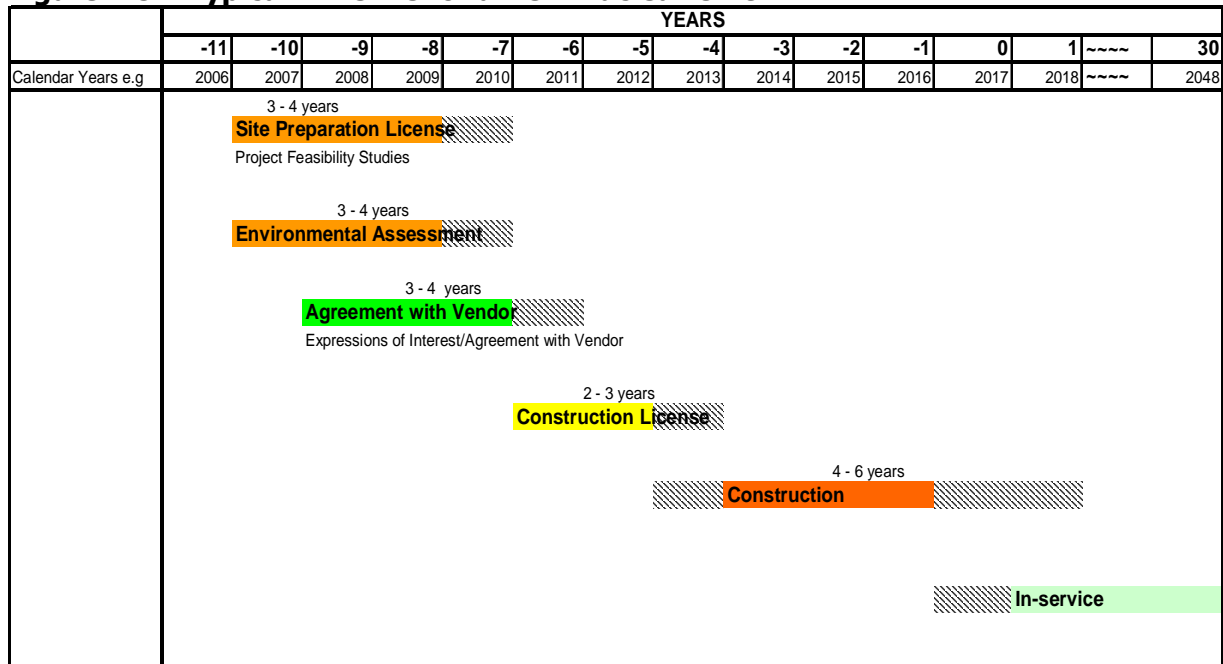 YEARS
-11 -10 -9 -8 -7 -6 -5 -4 -3 -2 -1 0 1 ~~~~ 30
Calendar Years e.g 2006 2007 2008 2009 2010 2011 2012 2013 2014 2015 2016 2017 2018 ~~~~ 2048
3 - 4 years
Site Preparation License
Project Feasibility Studies
3 - 4 years
Environmental Assessment
3 - 4 years
Agreement with Vendor
Expressions of Interest/Agreement with Vendor
2 - 3 years
Construction License
4 - 6 years
Construction
In-service